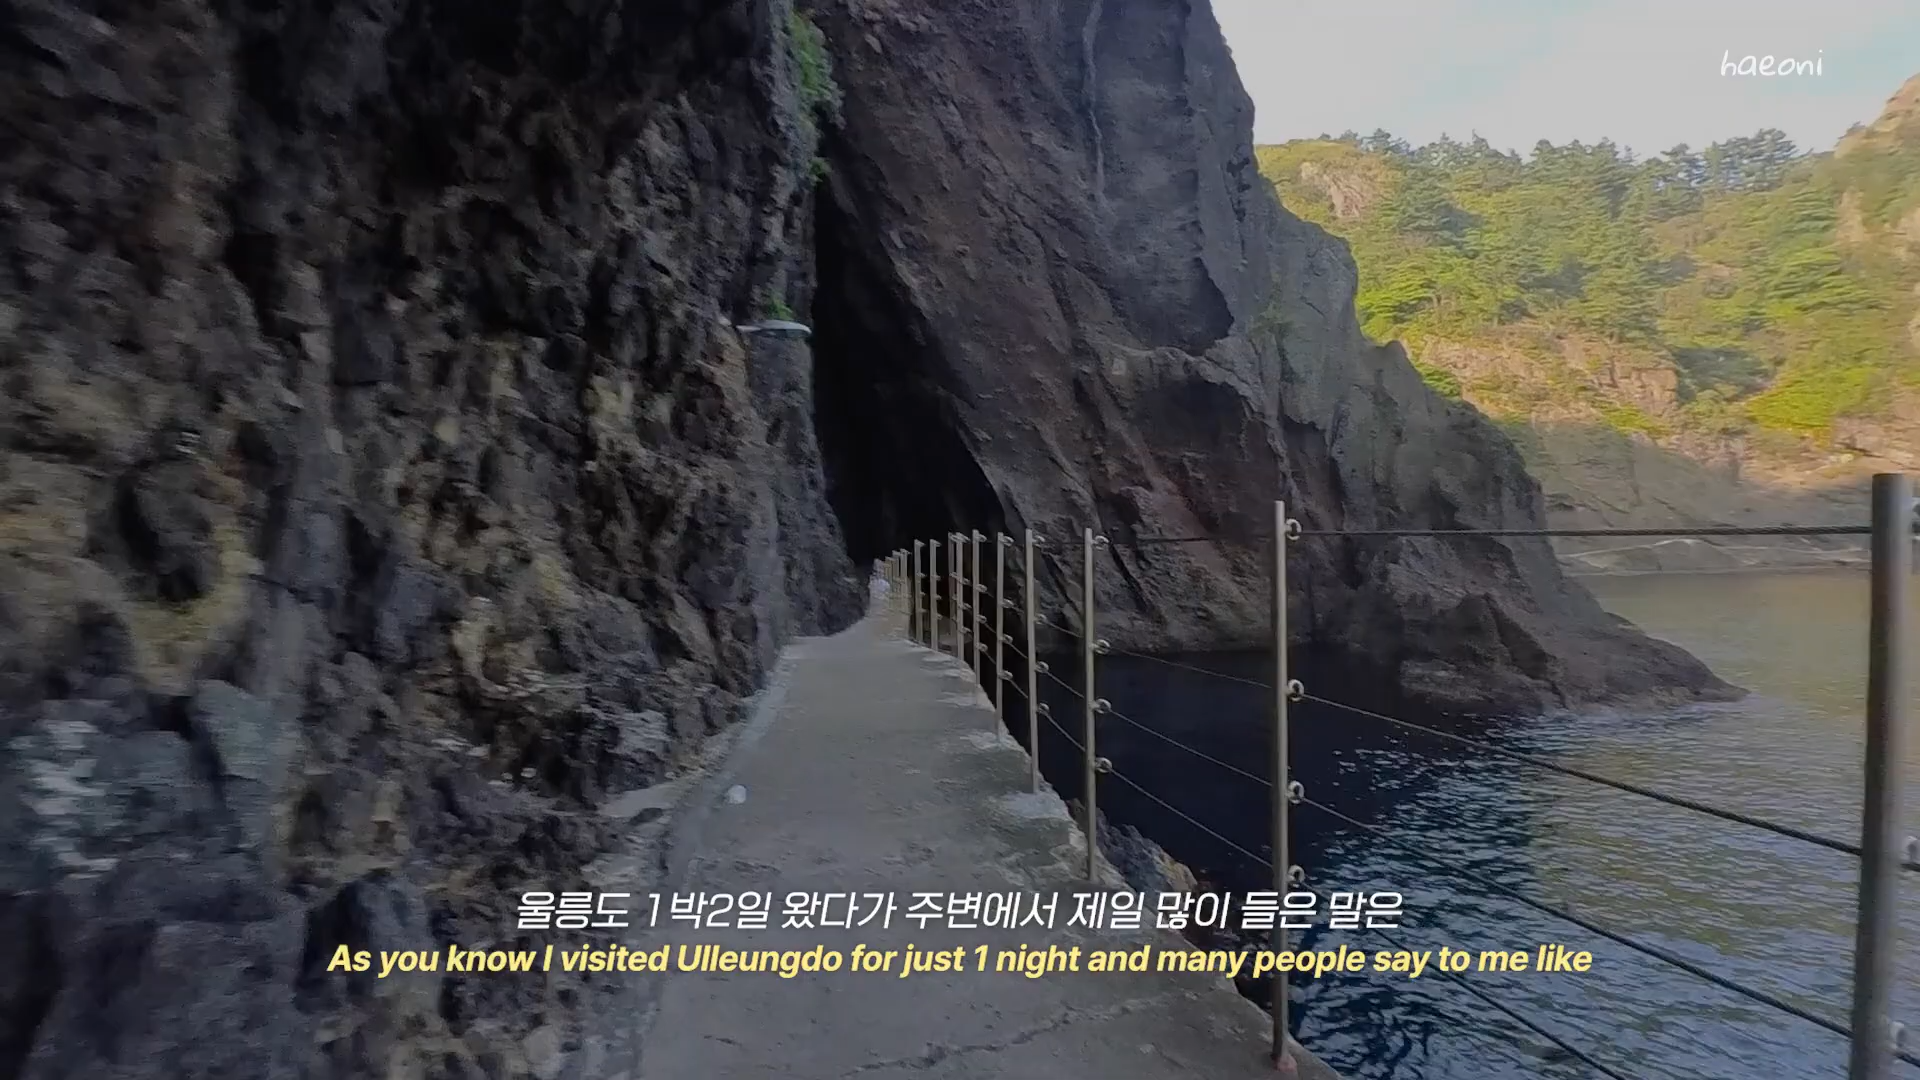 haeoni
울릉도 1박2일 왔다가 주변에서 제일 많이 들은 말은
As you know I visited Ulleungdo for just 1 night and many people say to me like